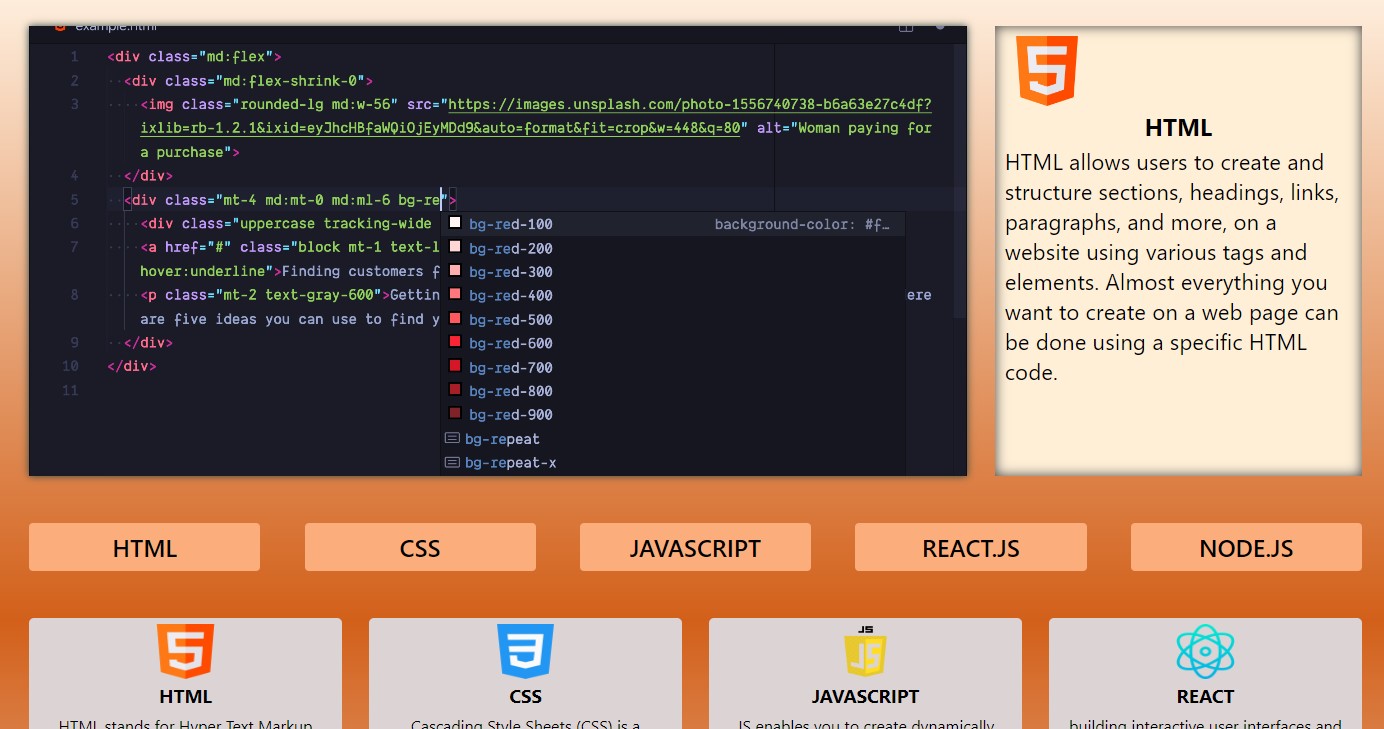 example.html
1 <div class="md:flex">
2 <div class="md:flex-shrink-0">
3 <img class="rounded-lg md:w-56" src="https://images.unsplash.com/photo-1556740738-b6a63e27c4df?
ixlib=rb-1.2.1&ixid=eyJhcHBfaWQiOjEyMDd9&auto=format&fit=crop&w=448&q=80" alt="Woman paying for
a purchase">
4 </div>
5 <div class="mt-4 md:mt-0 md:ml-6 bg-re">
6 <div class="uppercase tracking-wide
7 <a href="#" class="block mt-1 text-l
hover:underline">Finding customers f
8 <p class="mt-2 text-gray-600">Gettin ere
are five ideas you can use to find y
9 </div>
10 </div>
11
bg-red-100 background-color: #f…
bg-red-200
bg-red-300
bg-red-400
bg-red-500
bg-red-600
bg-red-700
bg-red-800
bg-red-900
bg-repeat
bg-repeat-x
HTML
HTML allows users to create and
structure sections, headings, links,
paragraphs, and more, on a
website using various tags and
elements. Almost everything you
want to create on a web page can
be done using a specific HTML
code.
HTML CSS JAVASCRIPT REACT.JS NODE.JS
JS
JS
HTML CSS JAVASCRIPT REACT
HTML stands for Hyper Text Markup
Cascading Style Sheets (CSS) is a
JS enables you to create dynamically
building interactive user interfaces and